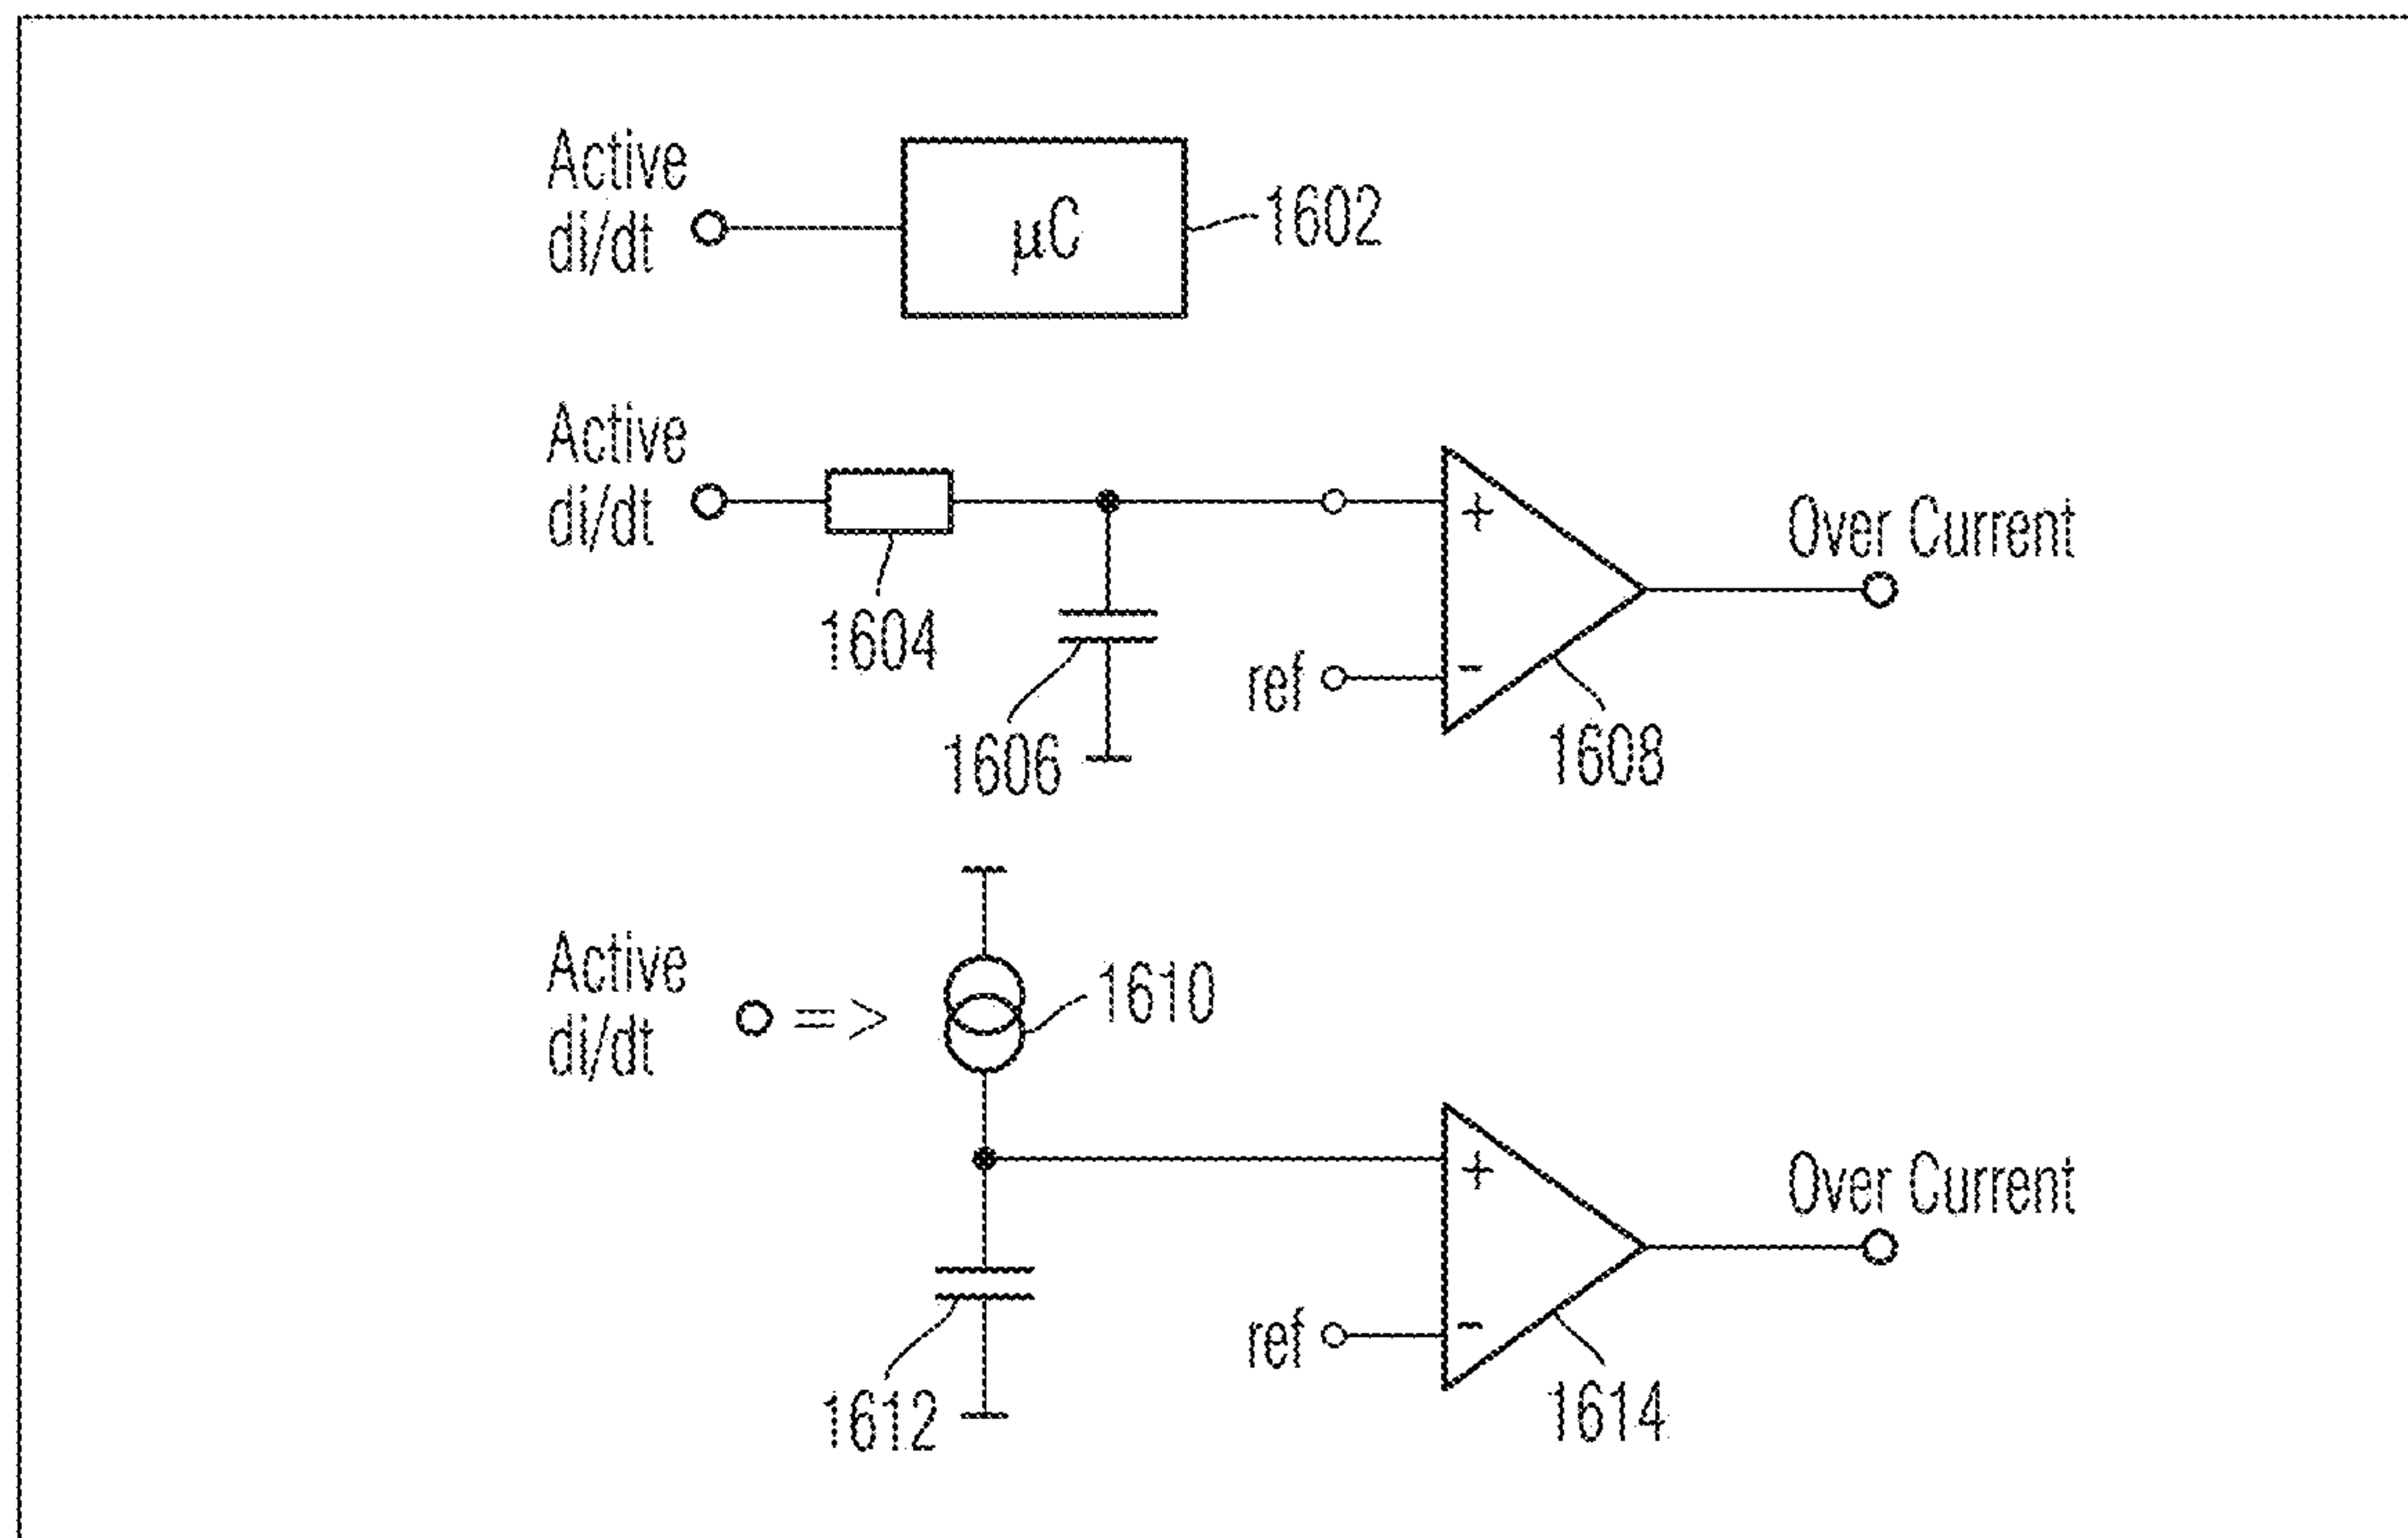 Active
di/dt
µC
1602
Active
di/dt
1604
1606
+
-
ref
1608
Over Current
Active
di/dt
=>
1610
1612
+
-
ref
1614
Over Current